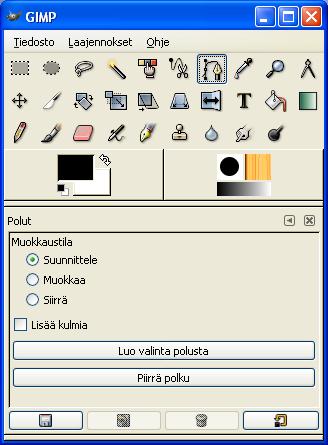 GIMP
Tiedosto Laajennokset Ohje
Polut
Muokkaustila
Suunnittele
Muokkaa
Siirrä
Lisää kulmia
Luo valinta polusta
Piirrä polku